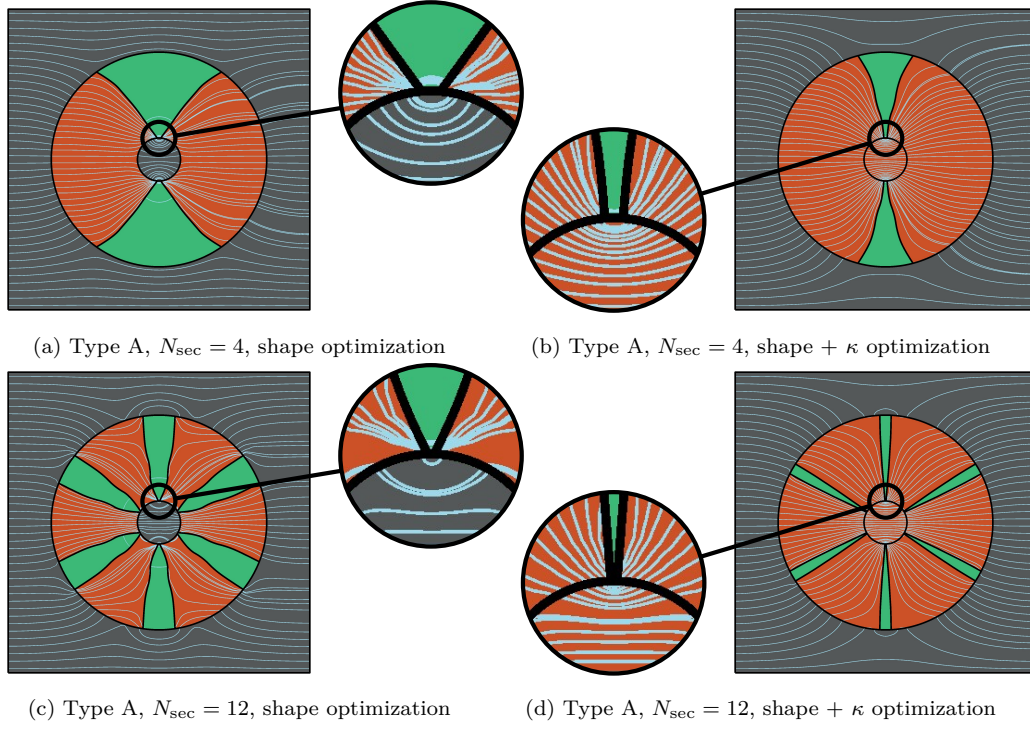 (a) Type A, N_sec = 4, shape optimization
(b) Type A, N_sec = 4, shape + κ optimization
(c) Type A, N_sec = 12, shape optimization
(d) Type A, N_sec = 12, shape + κ optimization